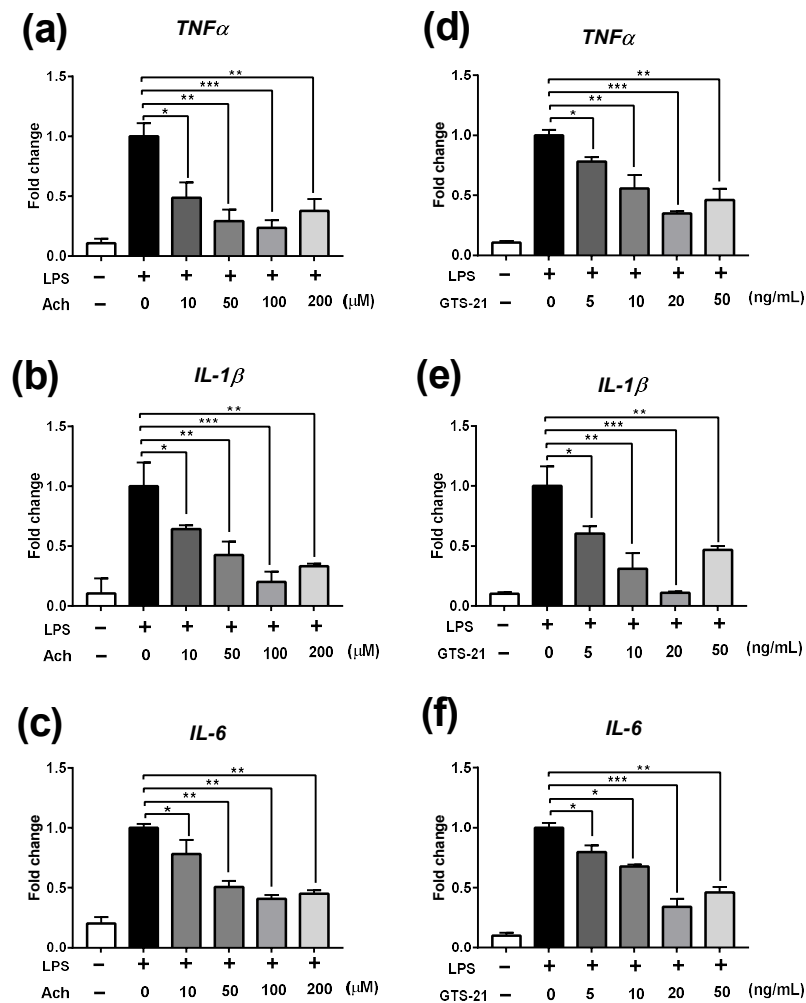 (a)
TNFα
**
***
**
*
Fold change
1.5
1.0
0.5
0.0
LPS – + + + + +
Ach – 0 10 50 100 200 (μM)
(d)
TNFα
**
***
**
*
Fold change
1.5
1.0
0.5
0.0
LPS – + + + + +
GTS-21 – 0 5 10 20 50 (ng/mL)
(b)
IL-1β
**
***
**
*
Fold change
1.5
1.0
0.5
0.0
LPS – + + + + +
Ach – 0 10 50 100 200 (μM)
(e)
IL-1β
**
***
**
*
Fold change
1.5
1.0
0.5
0.0
LPS – + + + + +
GTS-21 – 0 5 10 20 50 (ng/mL)
(c)
IL-6
**
**
**
*
Fold change
1.5
1.0
0.5
0.0
LPS – + + + + +
Ach – 0 10 50 100 200 (μM)
(f)
IL-6
**
***
*
*
Fold change
1.5
1.0
0.5
0.0
LPS – + + + + +
GTS-21 – 0 5 10 20 50 (ng/mL)